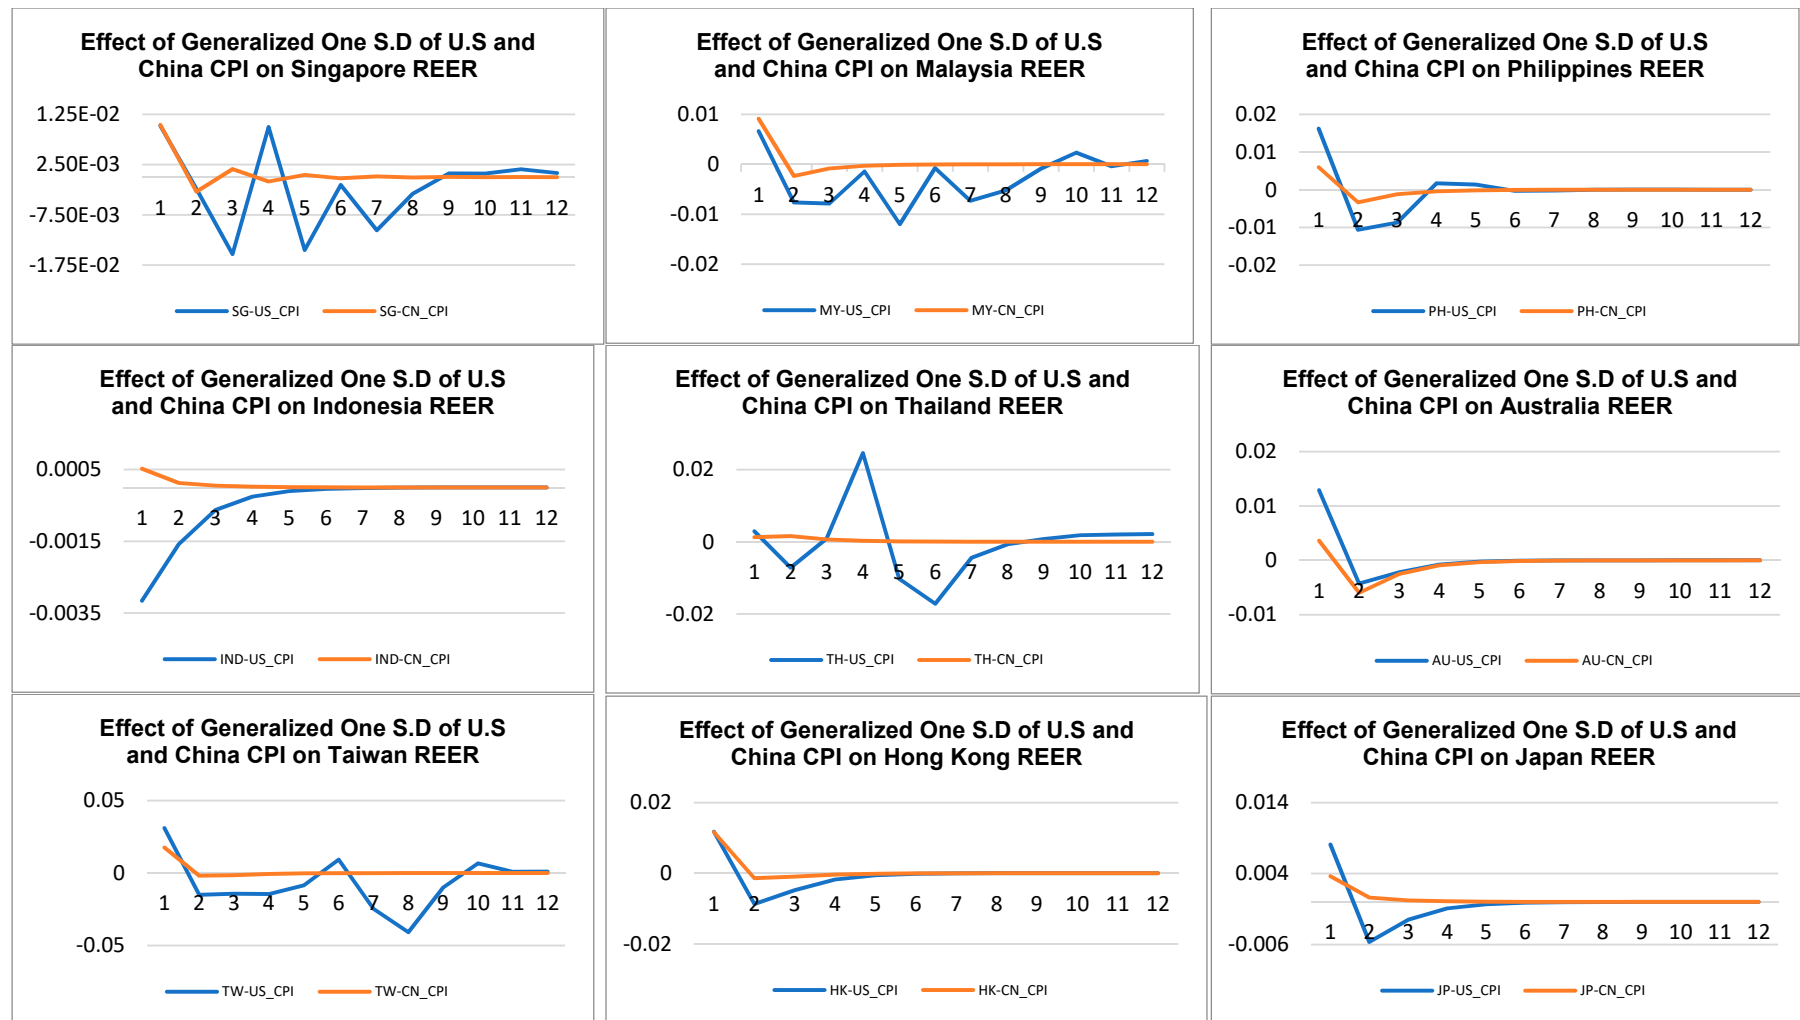 Effect of Generalized One S.D of U.S and
China CPI on Singapore REER
1.25E-02
2.50E-03
-7.50E-03
-1.75E-02
1 2 3 4 5 6 7 8 9 10 11 12
SG-US_CPI SG-CN_CPI
Effect of Generalized One S.D of U.S
and China CPI on Malaysia REER
0.01
0
-0.01
-0.02
1 2 3 4 5 6 7 8 9 10 11 12
MY-US_CPI MY-CN_CPI
Effect of Generalized One S.D of U.S
and China CPI on Philippines REER
0.02
0.01
0
-0.01
-0.02
1 2 3 4 5 6 7 8 9 10 11 12
PH-US_CPI PH-CN_CPI
Effect of Generalized One S.D of U.S
and China CPI on Indonesia REER
0.0005
-0.0015
-0.0035
1 2 3 4 5 6 7 8 9 10 11 12
IND-US_CPI IND-CN_CPI
Effect of Generalized One S.D of U.S and
China CPI on Thailand REER
0.02
0
-0.02
1 2 3 4 5 6 7 8 9 10 11 12
TH-US_CPI TH-CN_CPI
Effect of Generalized One S.D of U.S and
China CPI on Australia REER
0.02
0.01
0
-0.01
1 2 3 4 5 6 7 8 9 10 11 12
AU-US_CPI AU-CN_CPI
Effect of Generalized One S.D of U.S
and China CPI on Taiwan REER
0.05
0
-0.05
1 2 3 4 5 6 7 8 9 10 11 12
TW-US_CPI TW-CN_CPI
Effect of Generalized One S.D of U.S and
China CPI on Hong Kong REER
0.02
0
-0.02
1 2 3 4 5 6 7 8 9 10 11 12
HK-US_CPI HK-CN_CPI
Effect of Generalized One S.D of U.S and
China CPI on Japan REER
0.014
0.004
-0.006
1 2 3 4 5 6 7 8 9 10 11 12
JP-US_CPI JP-CN_CPI